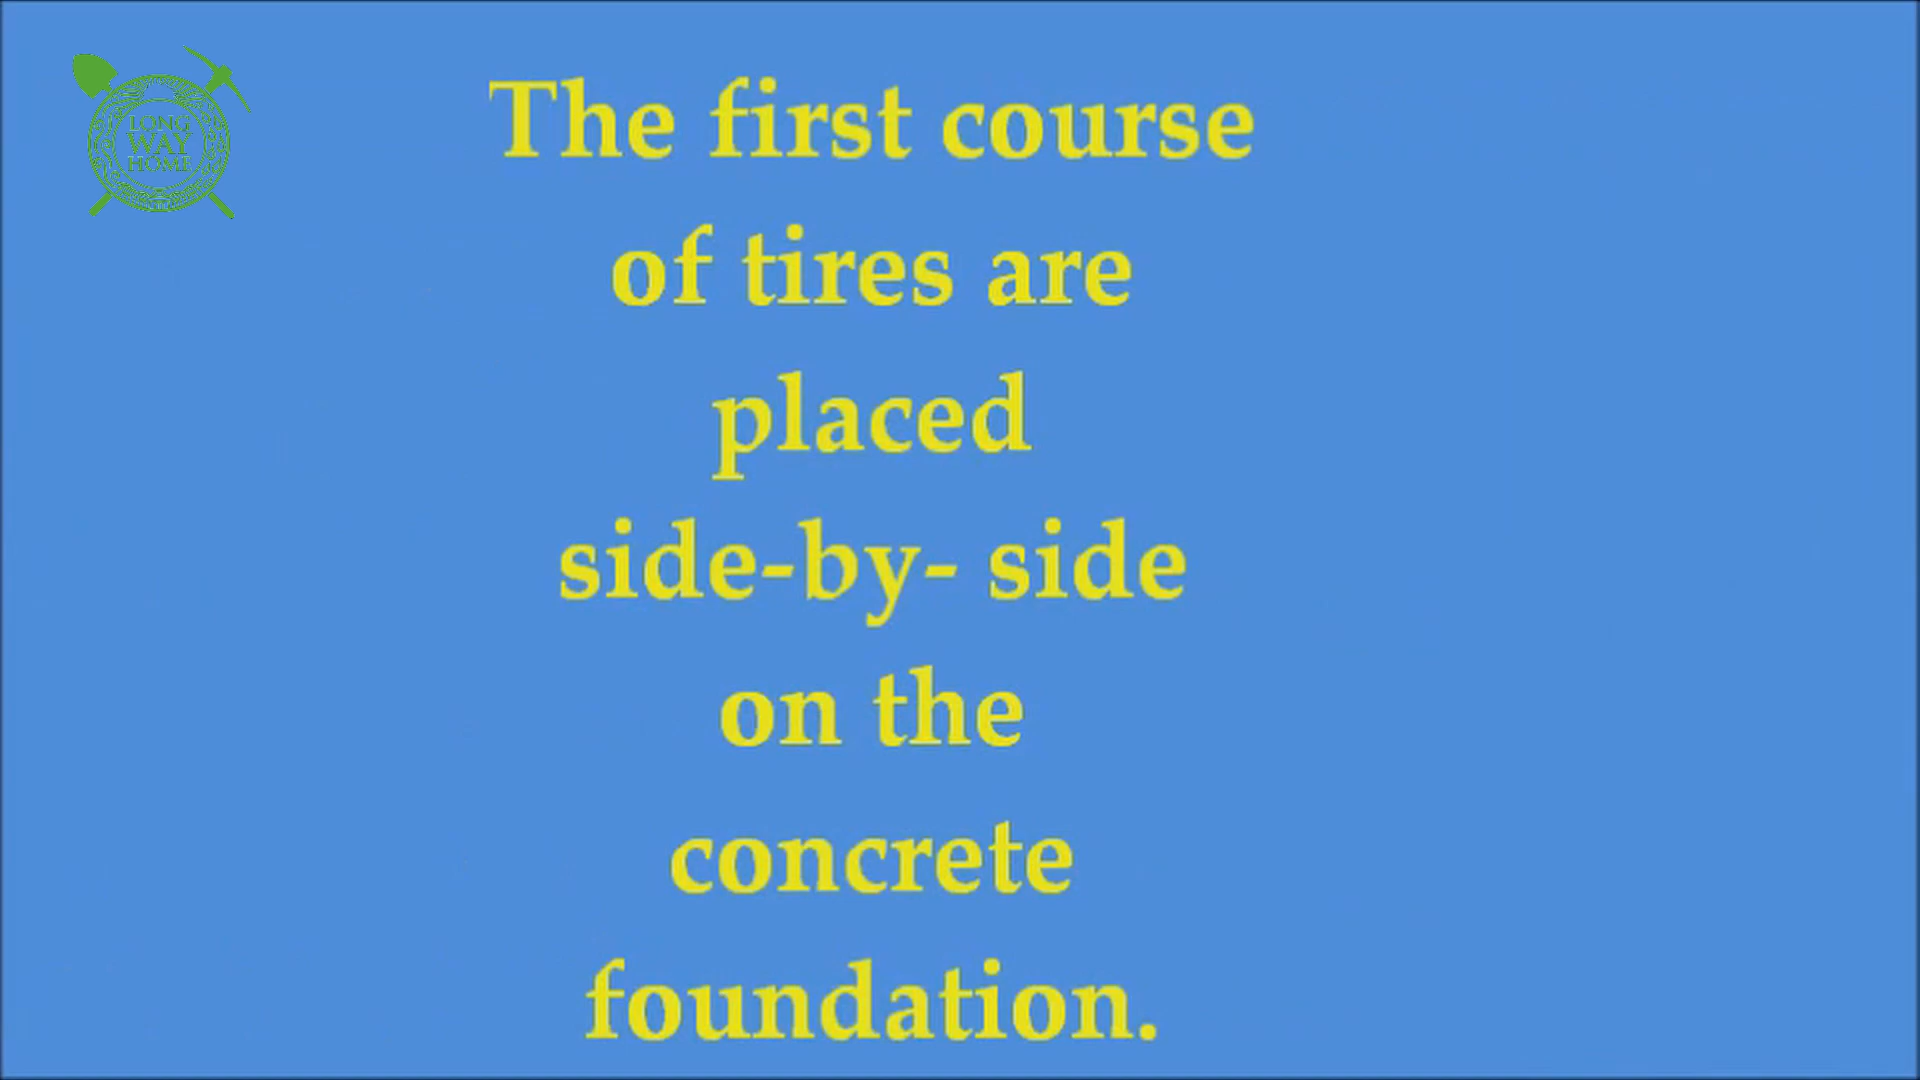 LONG
WAY
HOME
The first course
of tires are
placed
side-by- side
on the
concrete
foundation.